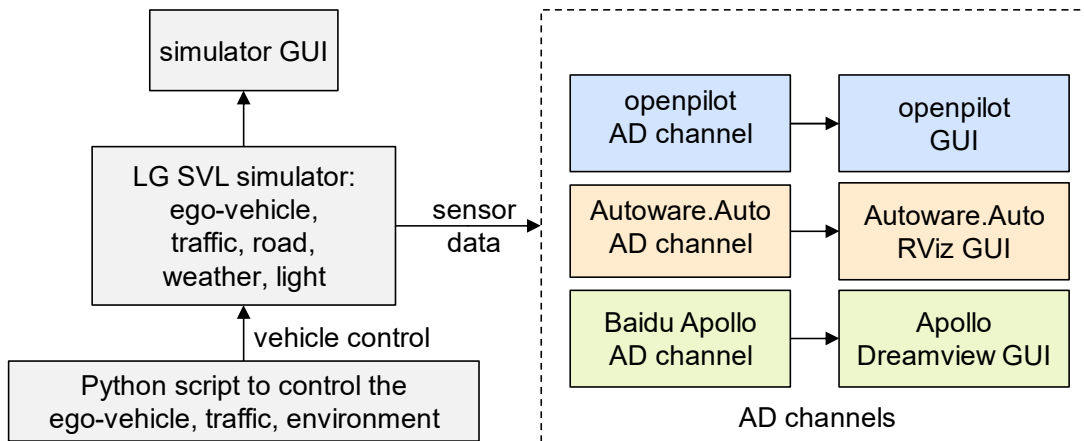 simulator GUI
LG SVL simulator:
ego-vehicle,
traffic, road,
weather, light
vehicle control
Python script to control the
ego-vehicle, traffic, environment
sensor
data
openpilot
AD channel
openpilot
GUI
Autoware.Auto
AD channel
Autoware.Auto
RViz GUI
Baidu Apollo
AD channel
Apollo
Dreamview GUI
AD channels